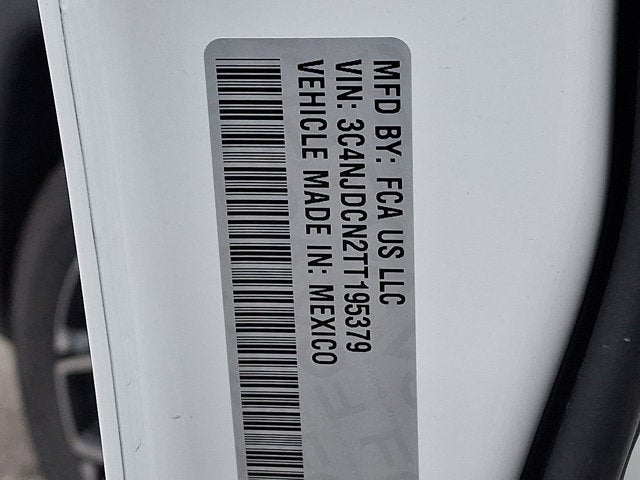 MFD BY: FCA US LLC
VIN: 3C4NJDCN2TT195379
VEHICLE MADE IN: MEXICO